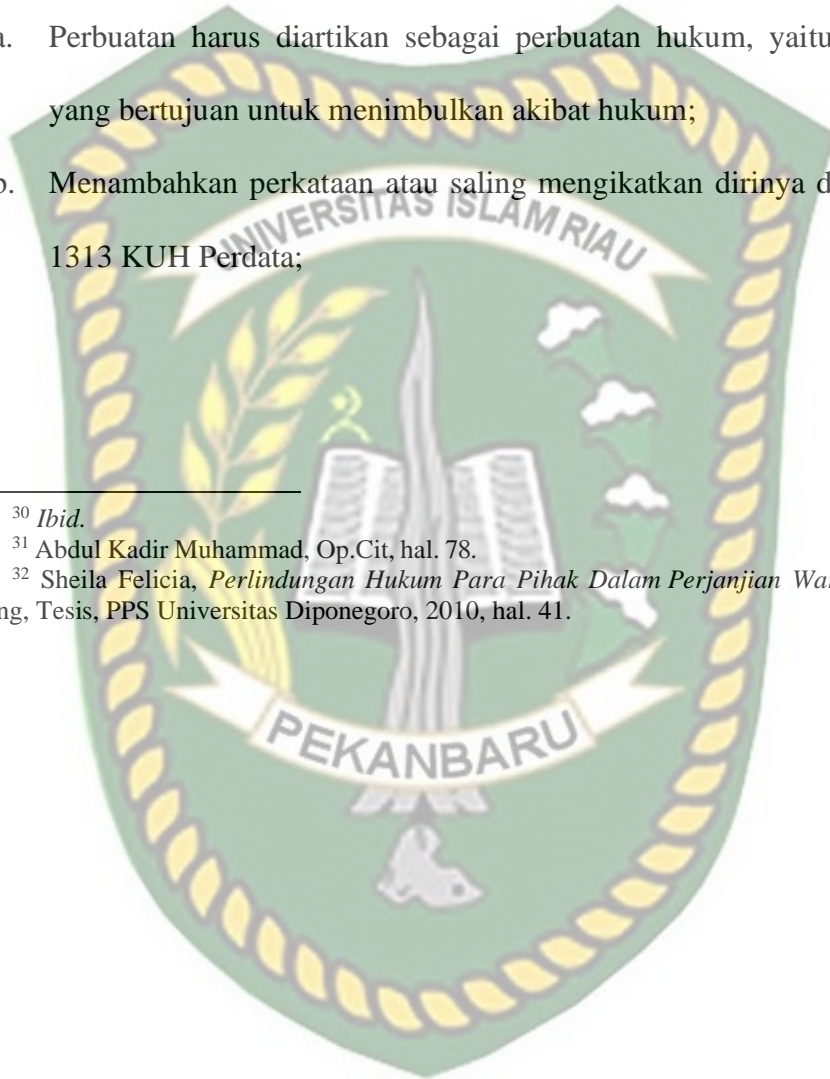 a. Perbuatan harus diartikan sebagai perbuatan hukum, yaitu
yang bertujuan untuk menimbulkan akibat hukum;
b. Menambahkan perkataan atau saling mengikatkan dirinya
1313 KUH Perdata;
UNIVERSITAS ISLAM RIAU
30 Ibid.
31 Abdul Kadir Muhammad, Op.Cit, hal. 78.
32 Sheila Felicia, Perlindungan Hukum Para Pihak Dalam Perjanjian
Tesis, PPS Universitas Diponegoro, 2010, hal. 41.
PEKANBARU